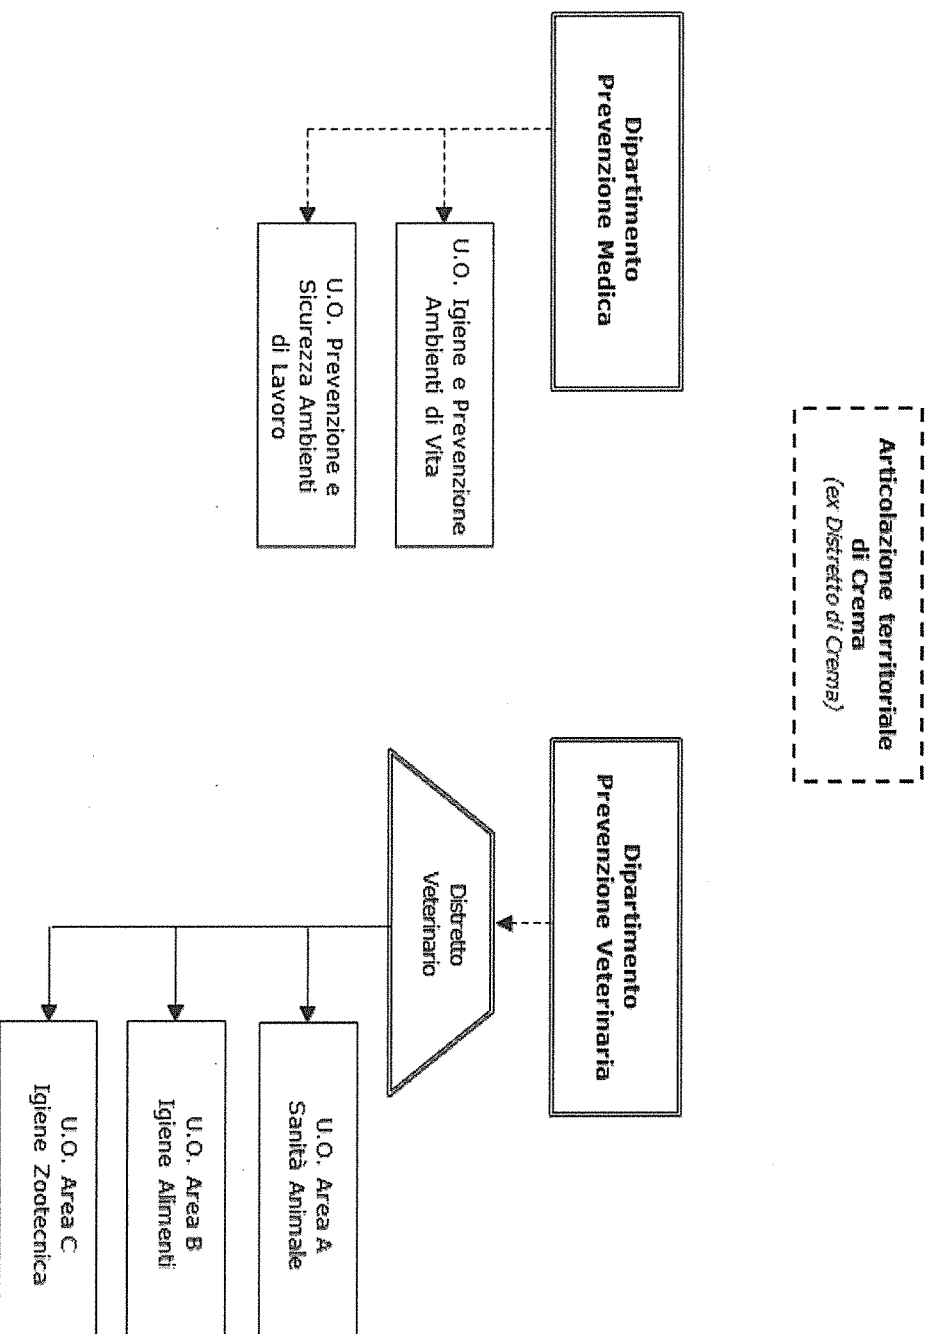 Articolazione territoriale
di Crema
(ex Distretto di Crema)
Dipartimento
Prevenzione Medica
U.O. Igiene e Prevenzione
Ambienti di Vita
U.O. Prevenzione e
Sicurezza Ambienti
di Lavoro
Dipartimento
Prevenzione Veterinaria
Distretto
Veterinario
U.O. Area A
Sanità Animale
U.O. Area B
Igiene Alimenti
U.O. Area C
Igiene Zootecnica